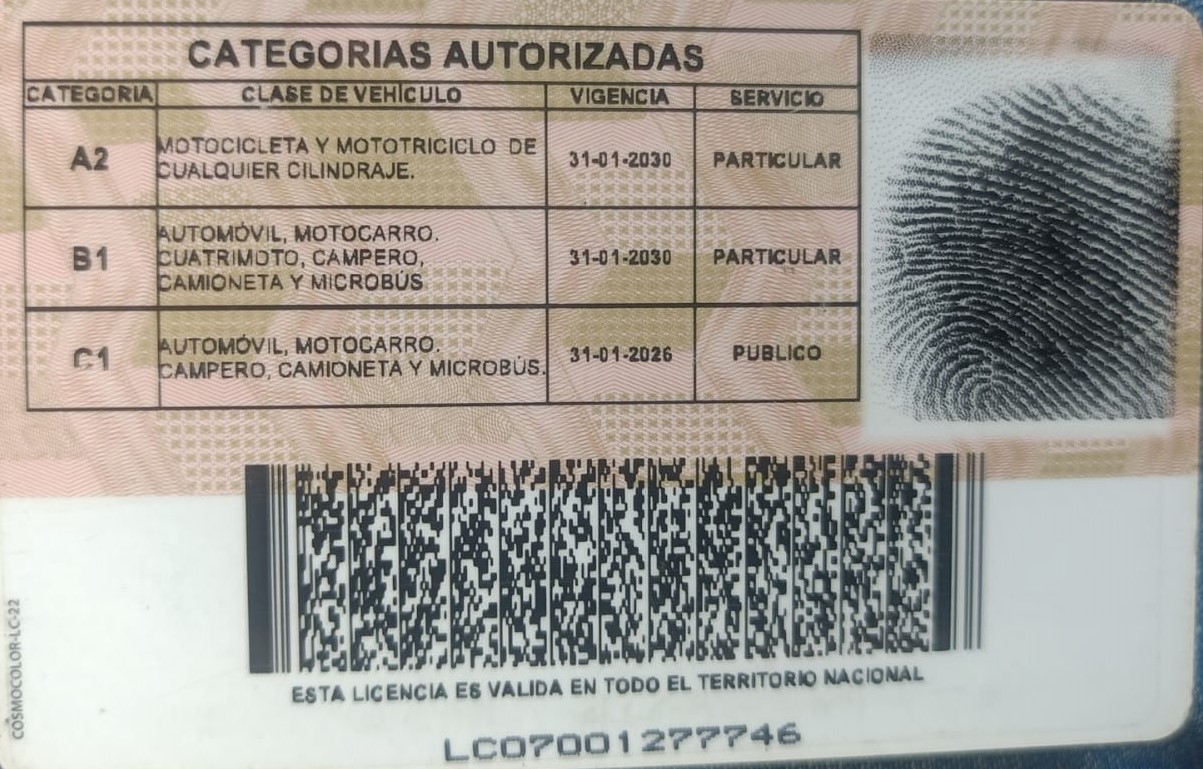 CATEGORIAS AUTORIZADAS
CATEGORIA CLASE DE VEHÍCULO VIGENCIA SERVICIO
A2 MOTOCICLETA Y MOTOTRICICLO DE CUALQUIER CILINDRAJE. 31-01-2030 PARTICULAR
B1 AUTOMÓVIL, MOTOCARRO. CUATRIMOTO, CAMPERO, CAMIONETA Y MICROBÚS 31-01-2030 PARTICULAR
C1 AUTOMÓVIL, MOTOCARRO. CAMPERO, CAMIONETA Y MICROBÚS. 31-01-2026 PUBLICO
ESTA LICENCIA ES VALIDA EN TODO EL TERRITORIO NACIONAL
LC07001277746
COSMOCOLOR-LC-22